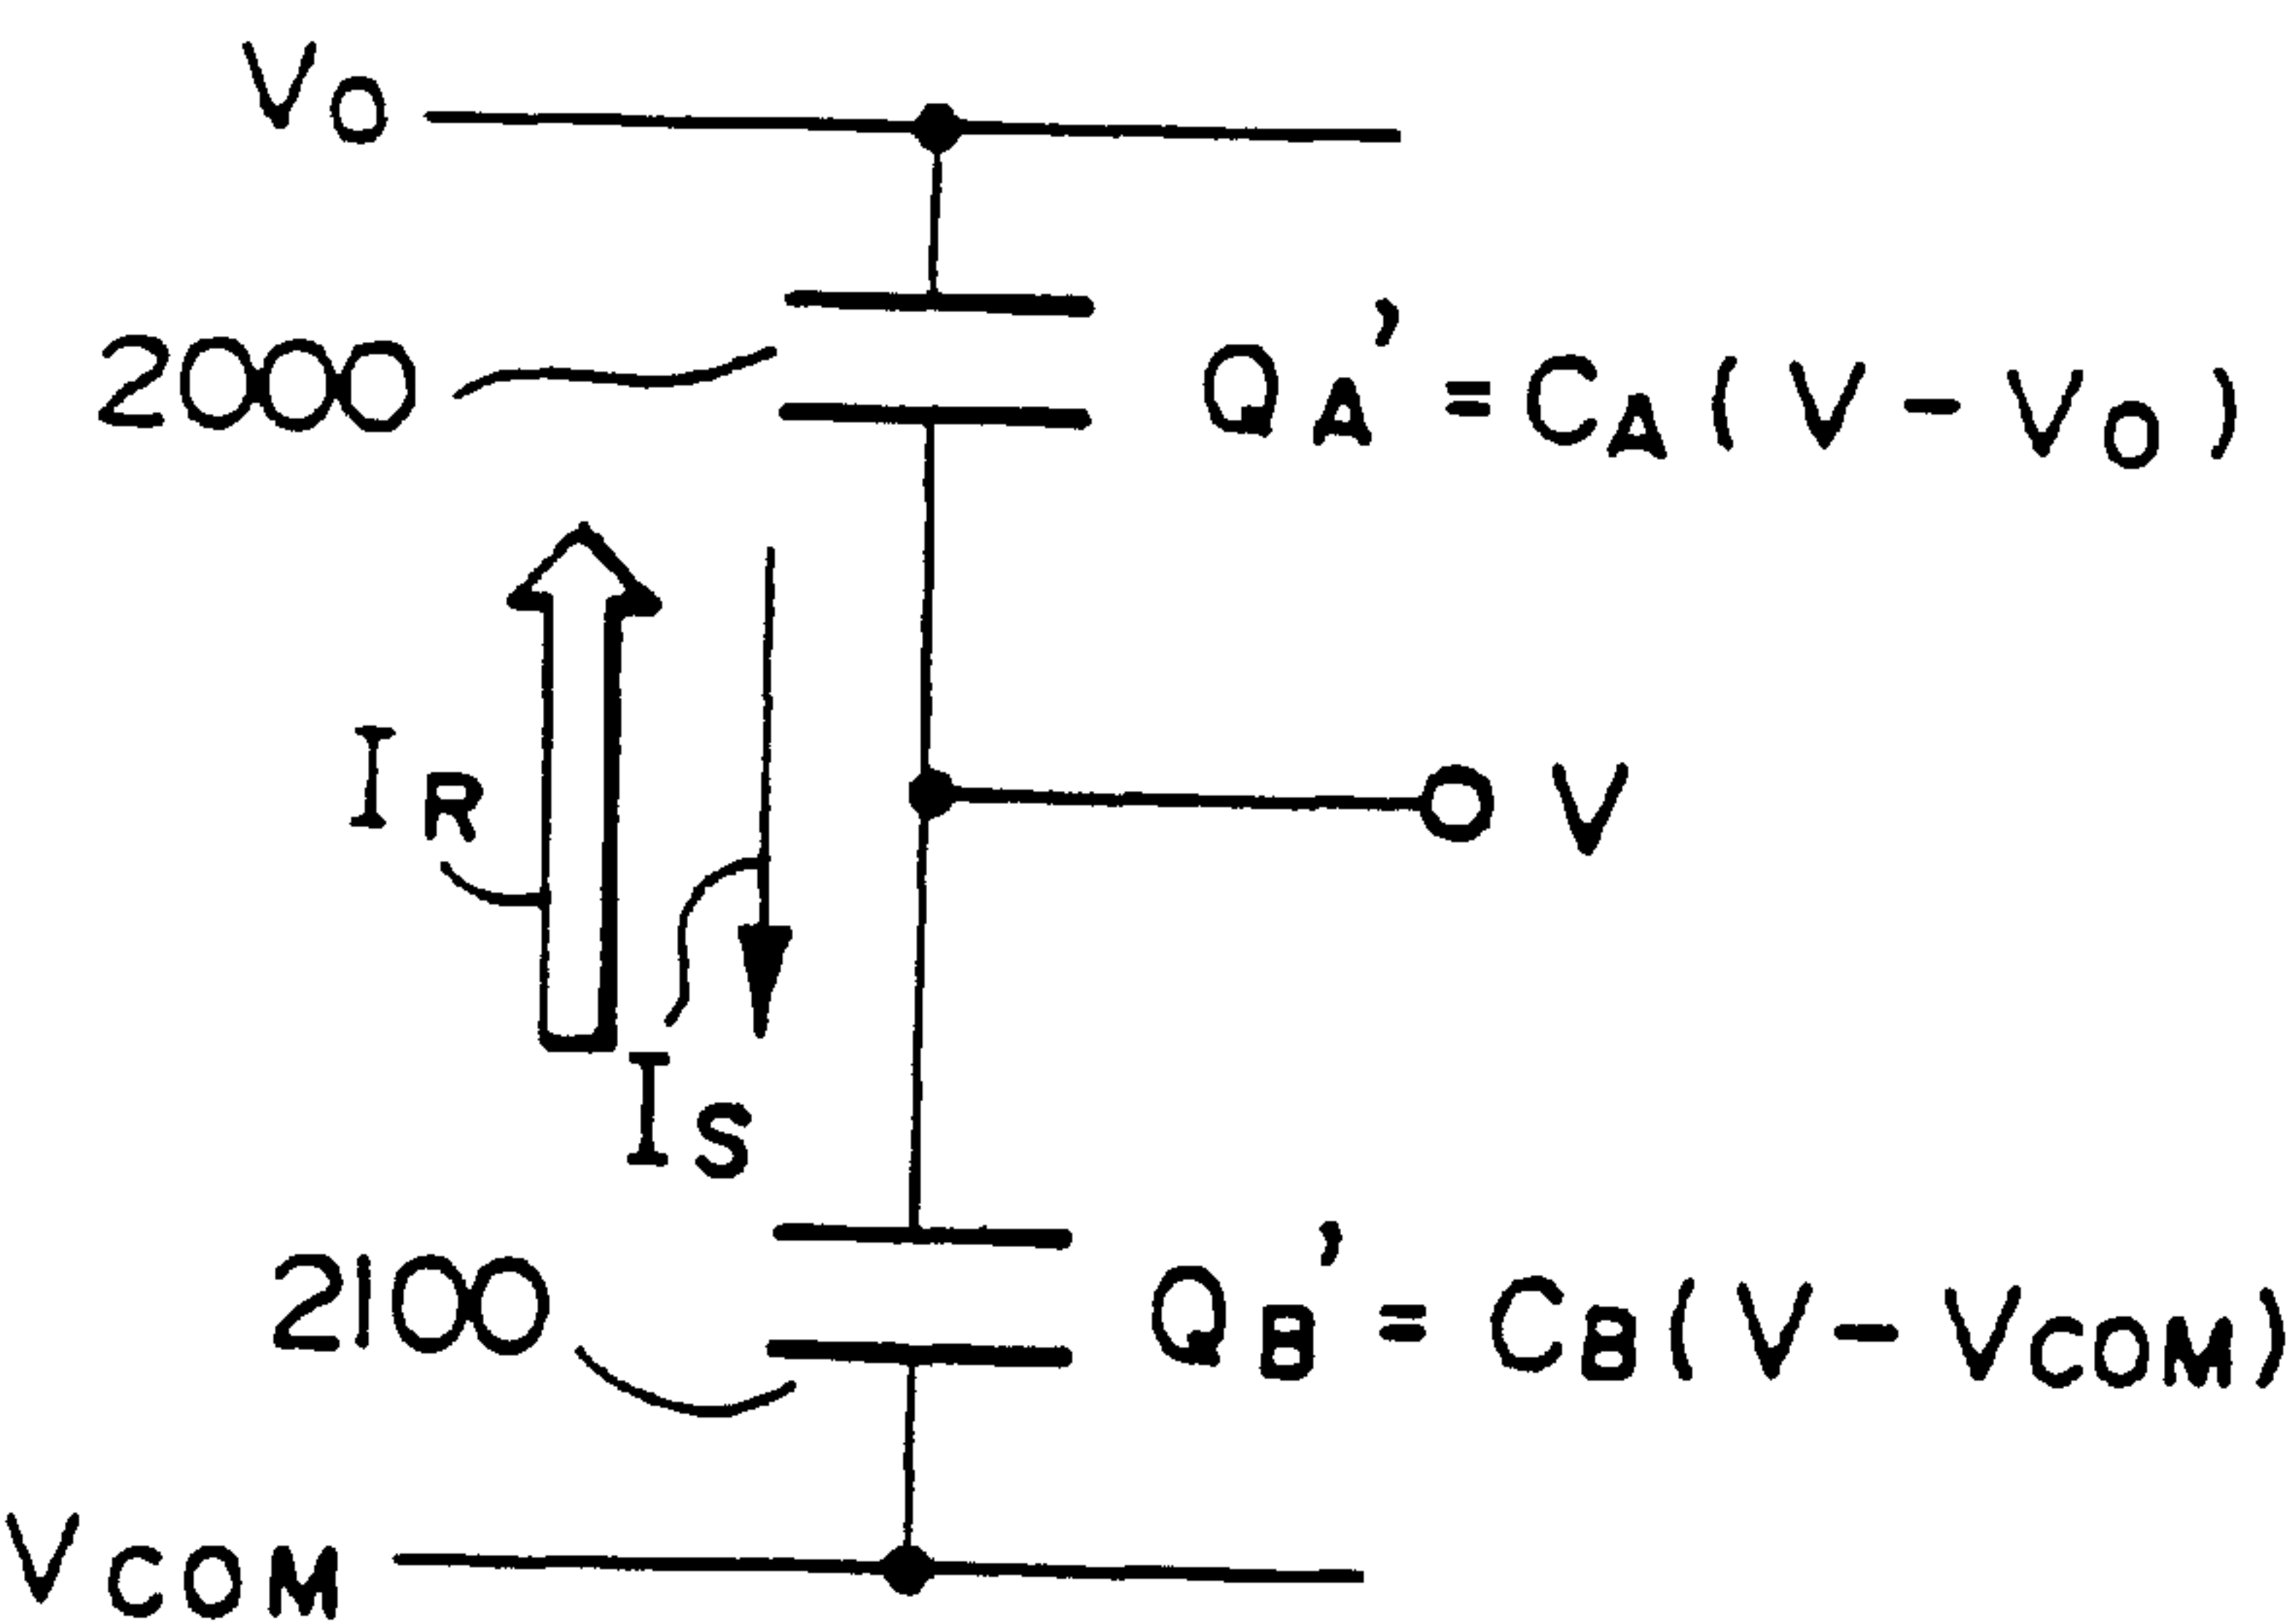 VO
2000
QA' = CA ( V - VO )
IR
V
IS
2100
QB' = CB ( V - VCOM)
VCOM